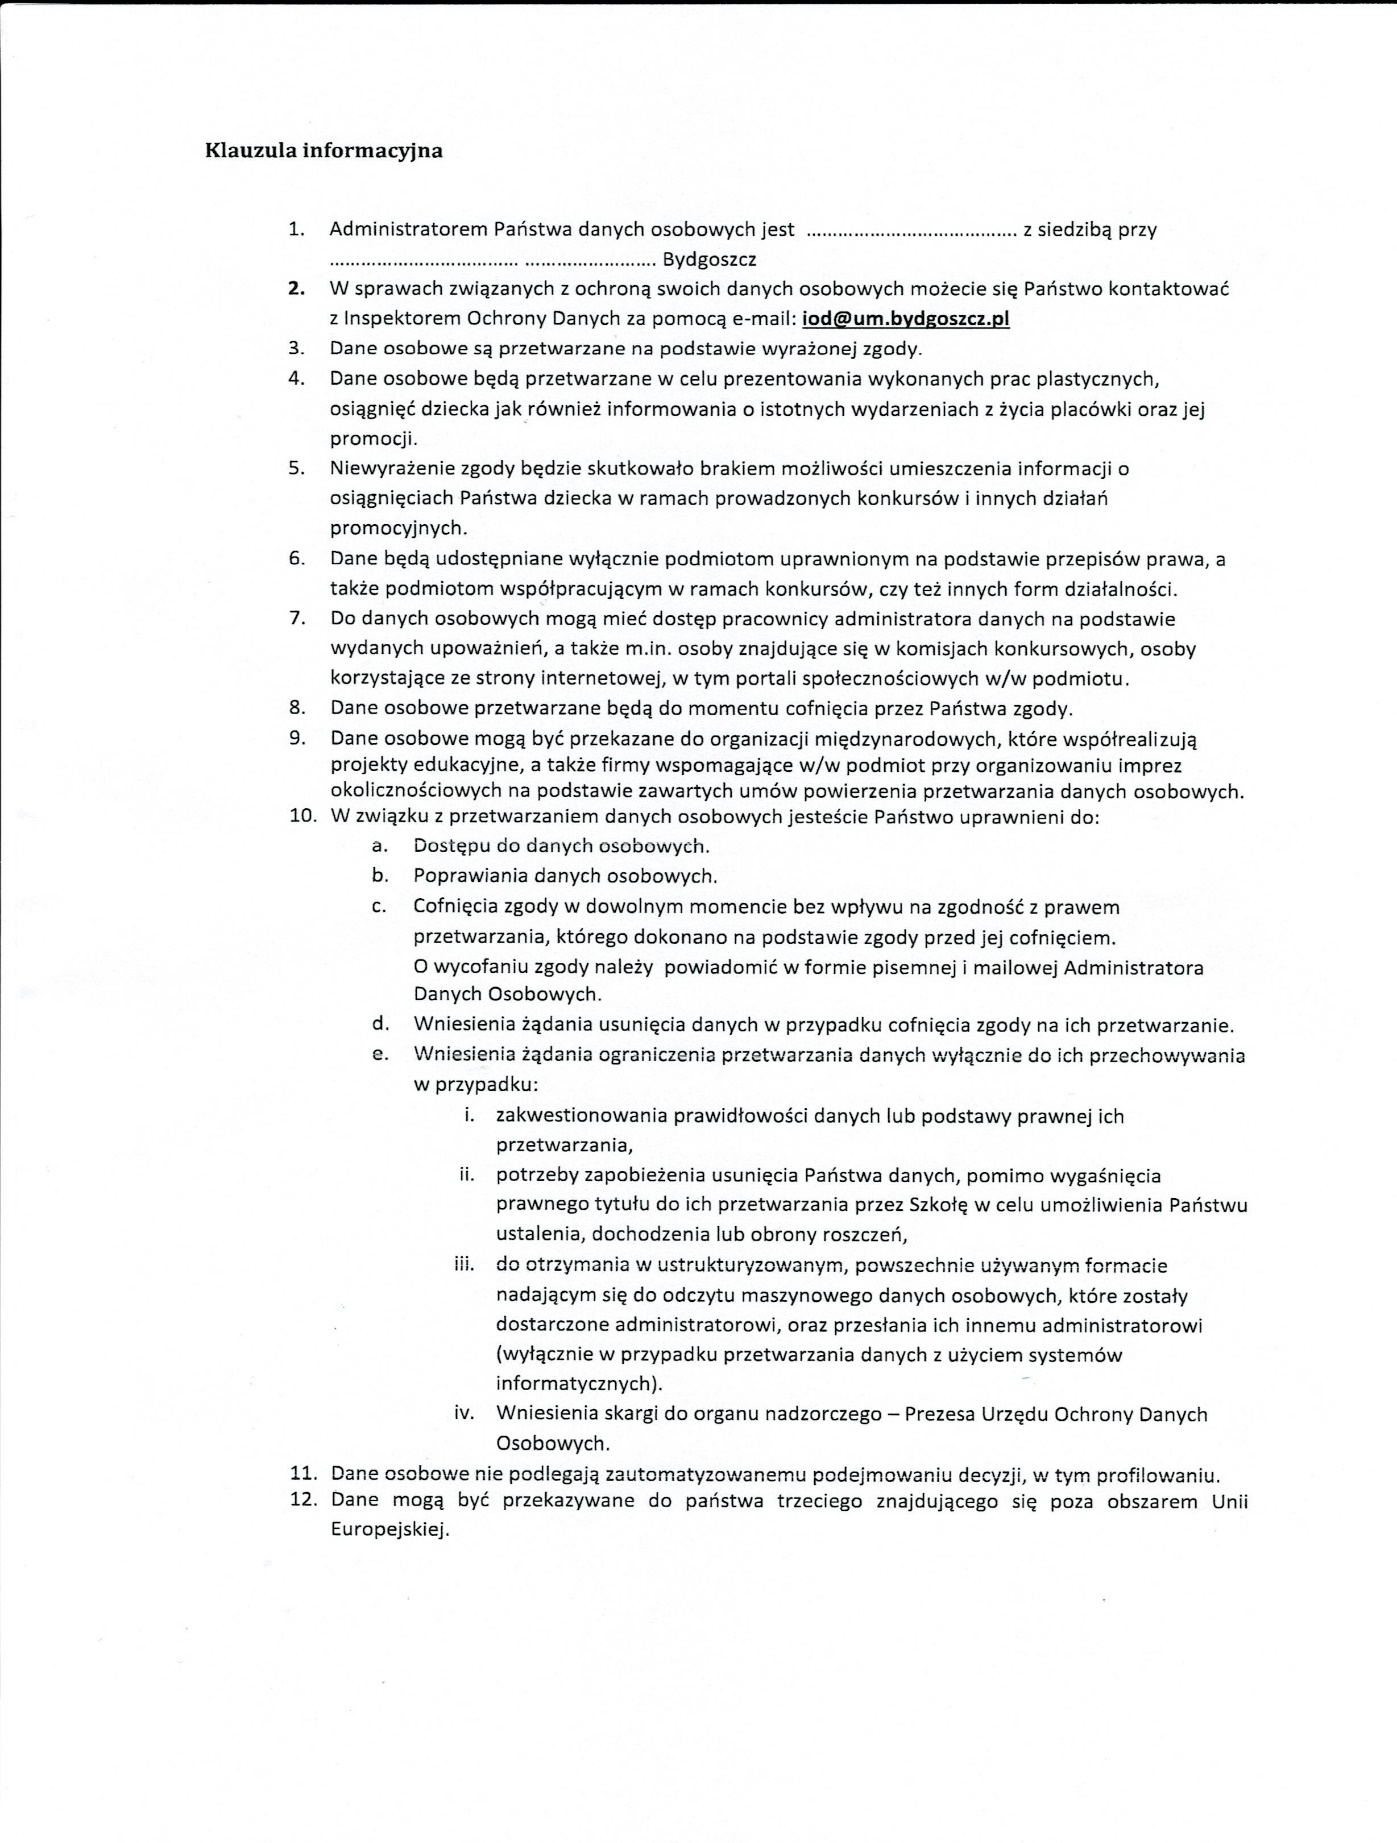 Klauzula informacyjna
1. Administratorem Państwa danych osobowych jest ........................................ z siedzibą przy
.................................... ......................... Bydgoszcz
2. W sprawach związanych z ochroną swoich danych osobowych możecie się Państwo kontaktować
z Inspektorem Ochrony Danych za pomocą e-mail: iod@um.bydgoszcz.pl
3. Dane osobowe są przetwarzane na podstawie wyrażonej zgody.
4. Dane osobowe będą przetwarzane w celu prezentowania wykonanych prac plastycznych,
osiągnięć dziecka jak również informowania o istotnych wydarzeniach z życia placówki oraz jej
promocji.
5. Niewyrażenie zgody będzie skutkowało brakiem możliwości umieszczenia informacji o
osiągnięciach Państwa dziecka w ramach prowadzonych konkursów i innych działań
promocyjnych.
6. Dane będą udostępniane wyłącznie podmiotom uprawnionym na podstawie przepisów prawa, a
także podmiotom współpracującym w ramach konkursów, czy też innych form działalności.
7. Do danych osobowych mogą mieć dostęp pracownicy administratora danych na podstawie
wydanych upoważnień, a także m.in. osoby znajdujące się w komisjach konkursowych, osoby
korzystające ze strony internetowej, w tym portali społecznościowych w/w podmiotu.
8. Dane osobowe przetwarzane będą do momentu cofnięcia przez Państwa zgody.
9. Dane osobowe mogą być przekazane do organizacji międzynarodowych, które współrealizują
projekty edukacyjne, a także firmy wspomagające w/w podmiot przy organizowaniu imprez
okolicznościowych na podstawie zawartych umów powierzenia przetwarzania danych osobowych.
10. W związku z przetwarzaniem danych osobowych jesteście Państwo uprawnieni do:
a. Dostępu do danych osobowych.
b. Poprawiania danych osobowych.
c. Cofnięcia zgody w dowolnym momencie bez wpływu na zgodność z prawem
przetwarzania, którego dokonano na podstawie zgody przed jej cofnięciem.
O wycofaniu zgody należy powiadomić w formie pisemnej i mailowej Administratora
Danych Osobowych.
d. Wniesienia żądania usunięcia danych w przypadku cofnięcia zgody na ich przetwarzanie.
e. Wniesienia żądania ograniczenia przetwarzania danych wyłącznie do ich przechowywania
w przypadku:
i. zakwestionowania prawidłowości danych lub podstawy prawnej ich
przetwarzania,
ii. potrzeby zapobieżenia usunięcia Państwa danych, pomimo wygaśnięcia
prawnego tytułu do ich przetwarzania przez Szkołę w celu umożliwienia Państwu
ustalenia, dochodzenia lub obrony roszczeń,
iii. do otrzymania w ustrukturyzowanym, powszechnie używanym formacie
nadającym się do odczytu maszynowego danych osobowych, które zostały
dostarczone administratorowi, oraz przesłania ich innemu administratorowi
(wyłącznie w przypadku przetwarzania danych z użyciem systemów
informatycznych).
iv. Wniesienia skargi do organu nadzorczego – Prezesa Urzędu Ochrony Danych
Osobowych.
11. Dane osobowe nie podlegają zautomatyzowanemu podejmowaniu decyzji, w tym profilowaniu.
12. Dane mogą być przekazywane do państwa trzeciego znajdującego się poza obszarem Unii
Europejskiej.